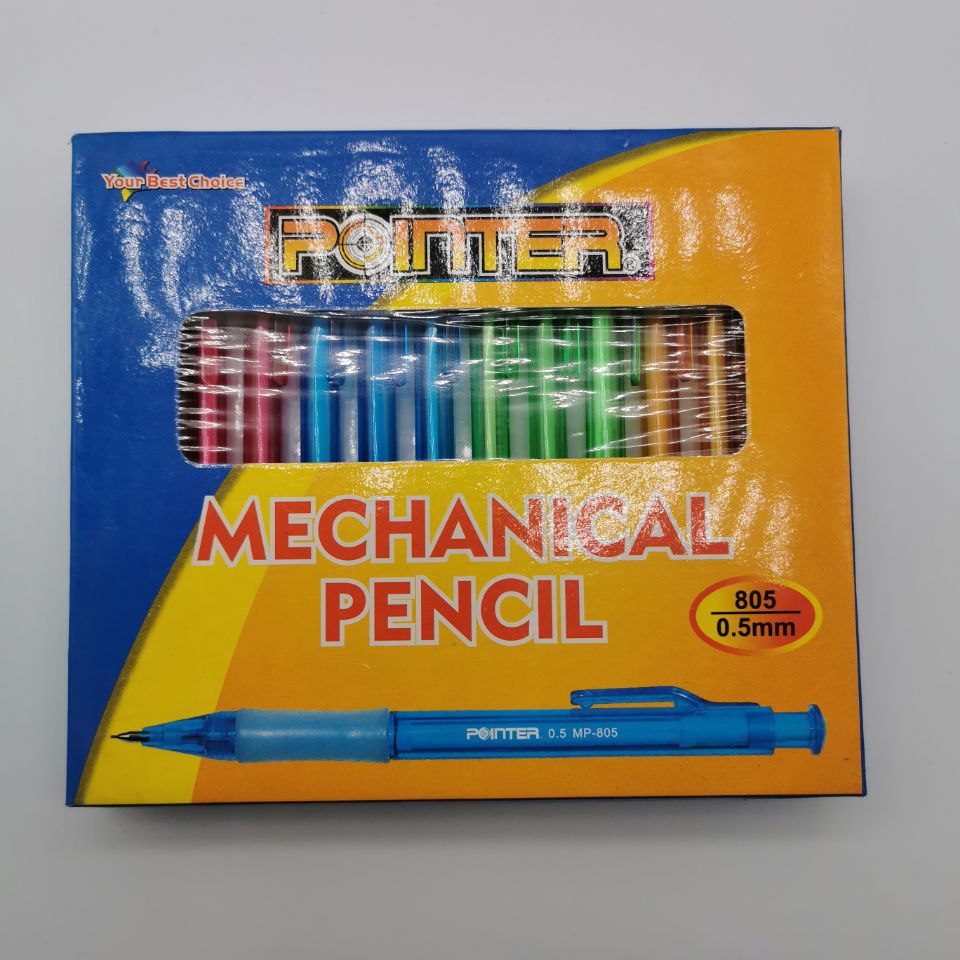 Your Best Choice
POINTER®
MECHANICAL
PENCIL
805
0.5mm
POINTER 0.5 MP-805